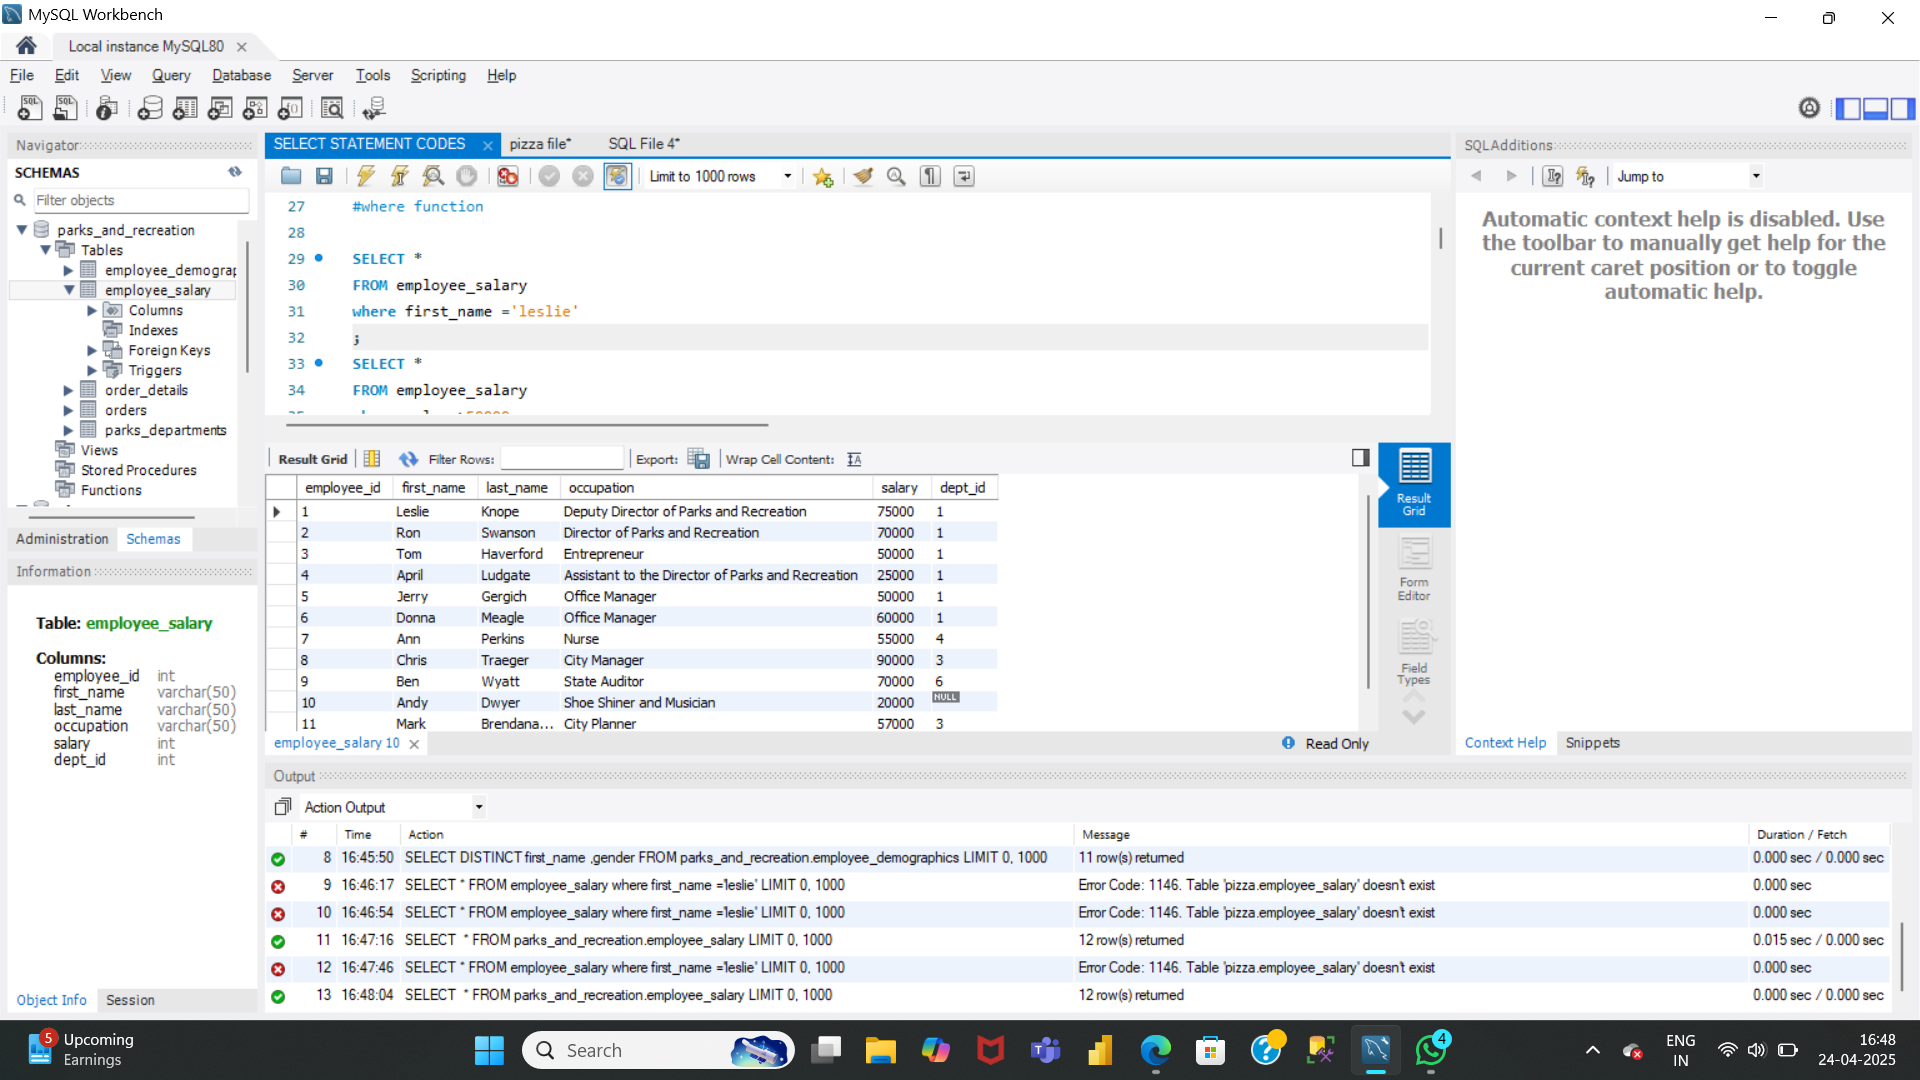 MySQL Workbench
Local instance MySQL80
File Edit View Query Database Server Tools Scripting Help
Navigator
SCHEMAS
Filter objects
parks_and_recreation
Tables
employee_demograp
employee_salary
Columns
Indexes
Foreign Keys
Triggers
order_details
orders
parks_departments
Views
Stored Procedures
Functions
Administration Schemas
Information
Table: employee_salary
Columns:
employee_id int
first_name varchar(50)
last_name varchar(50)
occupation varchar(50)
salary int
dept_id int
Object Info Session
SELECT STATEMENT CODES pizza file* SQL File 4*
Limit to 1000 rows
27 #where function
28
29 SELECT *
30 FROM employee_salary
31 where first_name ='leslie'
32 ;
33 SELECT *
34 FROM employee_salary
Result Grid Filter Rows: Export: Wrap Cell Content:
employee_id first_name last_name occupation salary dept_id
1 Leslie Knope Deputy Director of Parks and Recreation 75000 1
2 Ron Swanson Director of Parks and Recreation 70000 1
3 Tom Haverford Entrepreneur 50000 1
4 April Ludgate Assistant to the Director of Parks and Recreation 25000 1
5 Jerry Gergich Office Manager 50000 1
6 Donna Meagle Office Manager 60000 1
7 Ann Perkins Nurse 55000 4
8 Chris Traeger City Manager 90000 3
9 Ben Wyatt State Auditor 70000 6
10 Andy Dwyer Shoe Shiner and Musician 20000 NULL
11 Mark Brendana... City Planner 57000 3
Result Grid
Form Editor
Field Types
employee_salary 10
Read Only
SQLAdditions
Jump to
Automatic context help is disabled. Use
the toolbar to manually get help for the
current caret position or to toggle
automatic help.
Context Help Snippets
Output
Action Output
# Time Action Message Duration / Fetch
8 16:45:50 SELECT DISTINCT first_name ,gender FROM parks_and_recreation.employee_demographics LIMIT 0, 1000 11 row(s) returned 0.000 sec / 0.000 sec
9 16:46:17 SELECT * FROM employee_salary where first_name ='leslie' LIMIT 0, 1000 Error Code: 1146. Table 'pizza.employee_salary' doesn't exist 0.000 sec
10 16:46:54 SELECT * FROM employee_salary where first_name ='leslie' LIMIT 0, 1000 Error Code: 1146. Table 'pizza.employee_salary' doesn't exist 0.000 sec
11 16:47:16 SELECT * FROM parks_and_recreation.employee_salary LIMIT 0, 1000 12 row(s) returned 0.015 sec / 0.000 sec
12 16:47:46 SELECT * FROM employee_salary where first_name ='leslie' LIMIT 0, 1000 Error Code: 1146. Table 'pizza.employee_salary' doesn't exist 0.000 sec
13 16:48:04 SELECT * FROM parks_and_recreation.employee_salary LIMIT 0, 1000 12 row(s) returned 0.000 sec / 0.000 sec
5
Upcoming
Earnings
Search
4
ENG
IN
16:48
24-04-2025